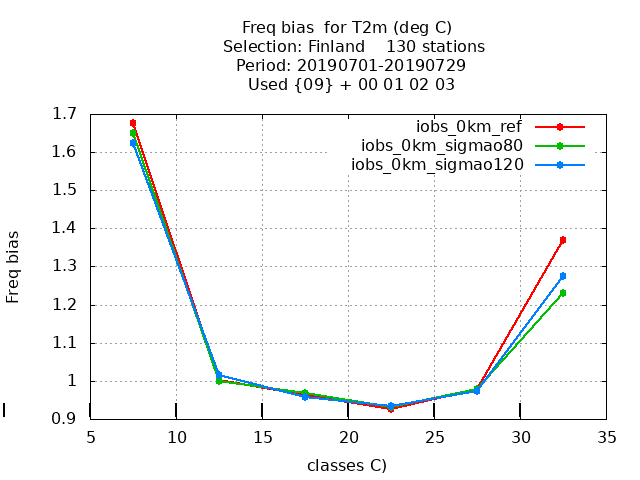 Freq bias  for T2m (deg C)
Selection: Finland    130 stations
Period: 20190701-20190729
Used {09} + 00 01 02 03
iobs_0km_ref
iobs_0km_sigmao80
iobs_0km_sigmao120
1.7
1.6
1.5
1.4
1.3
1.2
1.1
1
0.9
Freq bias
5 10 15 20 25 30 35
classes C)